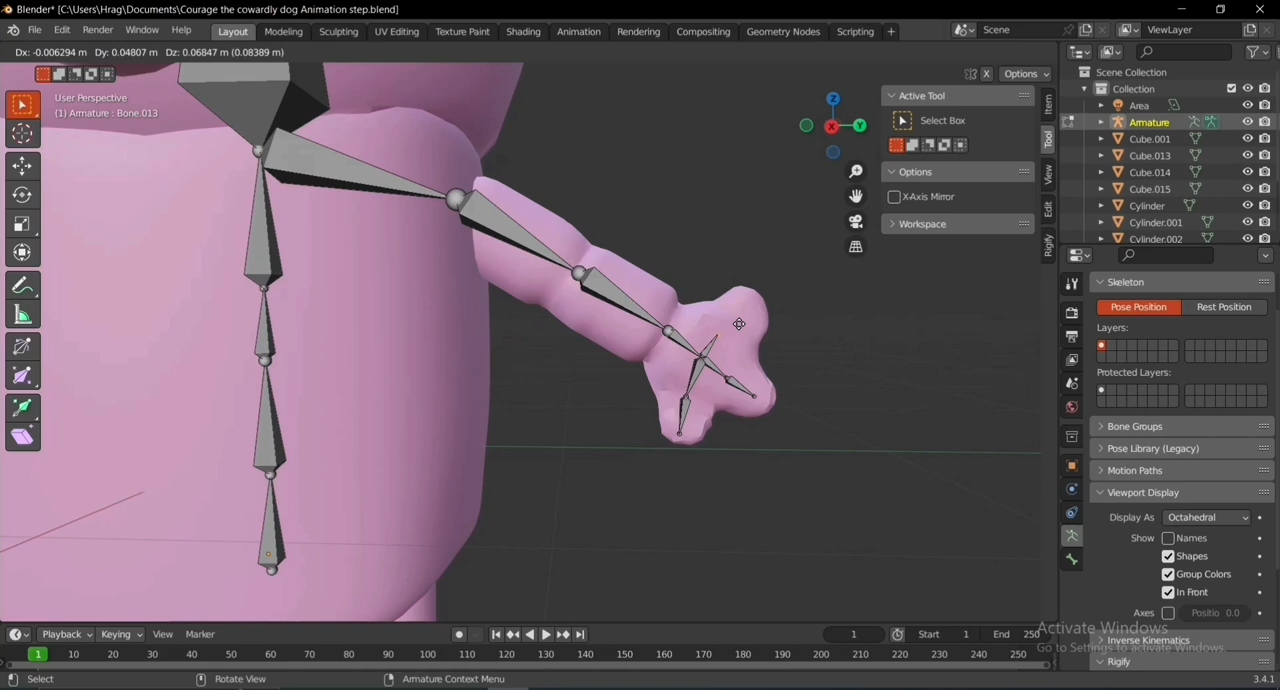 Blender* [C:\Users\Hrag\Documents\Courage the cowardly dog Animation step.blend]
File Edit Render Window Help Layout Modeling Sculpting UV Editing Texture Paint Shading Animation Rendering Compositing Geometry Nodes Scripting + Scene ViewLayer
Dx: -0.006294 m Dy: 0.04807 m Dz: 0.06847 m (0.08389 m)
X Options
User Perspective
(1) Armature : Bone.013
Z
X
Y
Active Tool
Select Box
Options
X-Axis Mirror
Workspace
Item
Tool
View
Edit
Rigify
Scene Collection
Collection
Area
Armature
Cube.001
Cube.013
Cube.014
Cube.015
Cylinder
Cylinder.001
Cylinder.002
Skeleton
Pose Position Rest Position
Layers:
Protected Layers:
Bone Groups
Pose Library (Legacy)
Motion Paths
Viewport Display
Display As Octahedral
Show Names
Shapes
Group Colors
In Front
Axes Positio 0.0
Inverse Kinematics
Rigify
Activate Windows
Go to Settings to activate Windows.
Playback Keying View Marker 1 Start 1 End 250
1 10 20 30 40 50 60 70 80 90 100 110 120 130 140 150 160 170 180 190 200 210 220 230 240 250
Select Rotate View Armature Context Menu 3.4.1